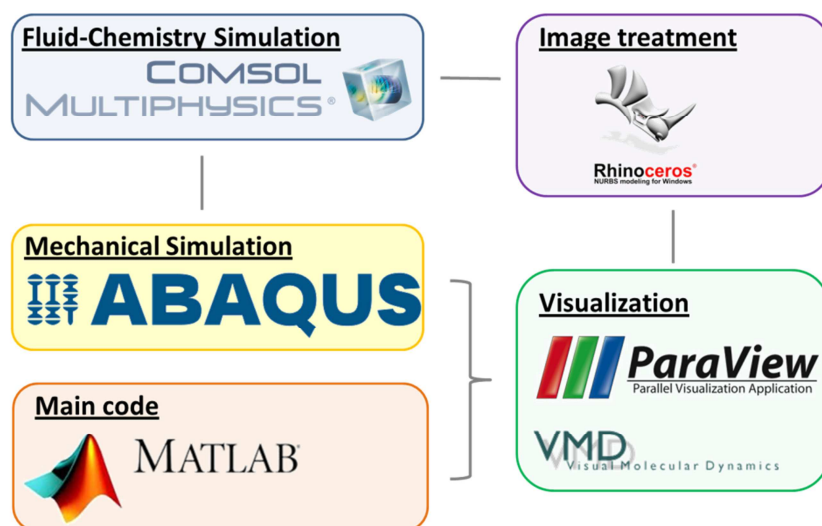 Fluid-Chemistry Simulation
COMSOL
MULTIPHYSICS®
Image treatment
Rhinoceros®
NURBS modeling for Windows
Mechanical Simulation
ABAQUS
Visualization
ParaView
Parallel Visualization Application
VMD
Visual Molecular Dynamics
Main code
MATLAB®